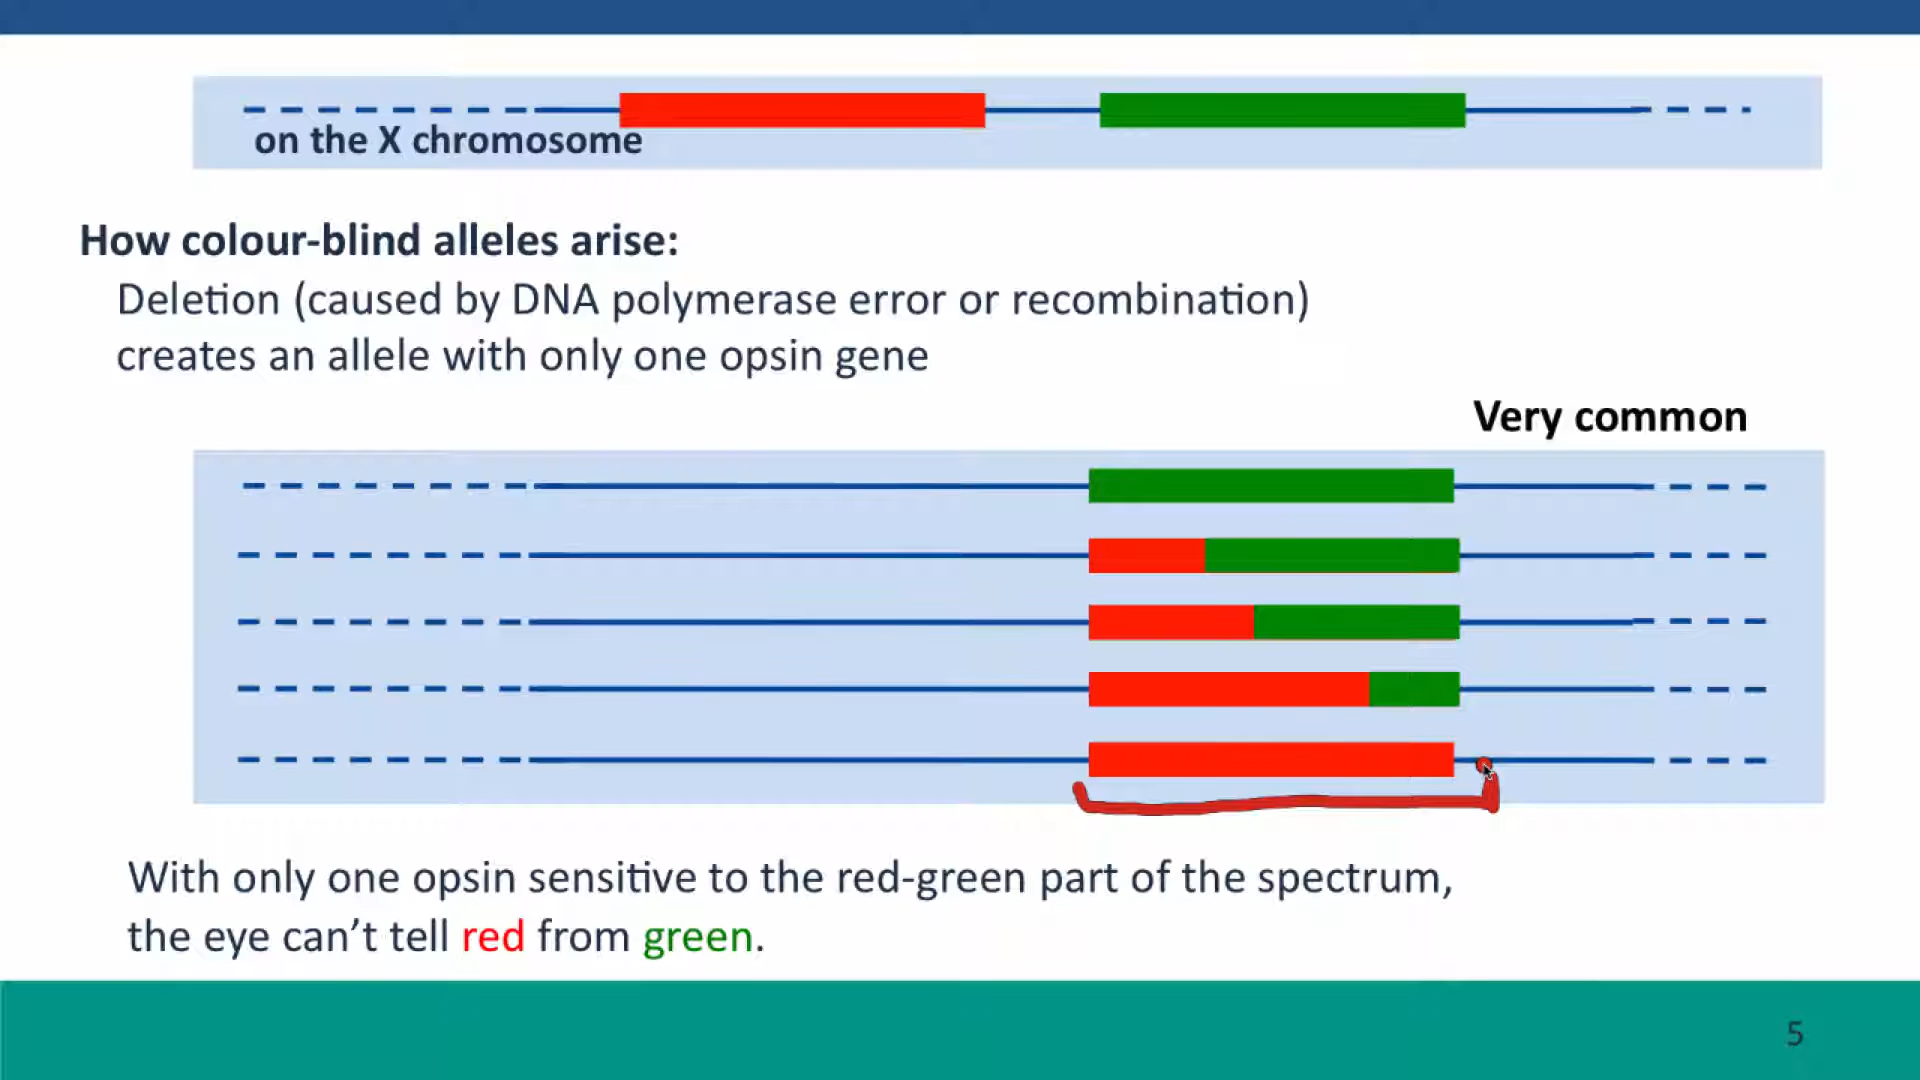 on the X chromosome
How colour-blind alleles arise:
Deletion (caused by DNA polymerase error or recombination)
creates an allele with only one opsin gene
Very common
With only one opsin sensitive to the red-green part of the spectrum,
the eye can’t tell red from green.
5